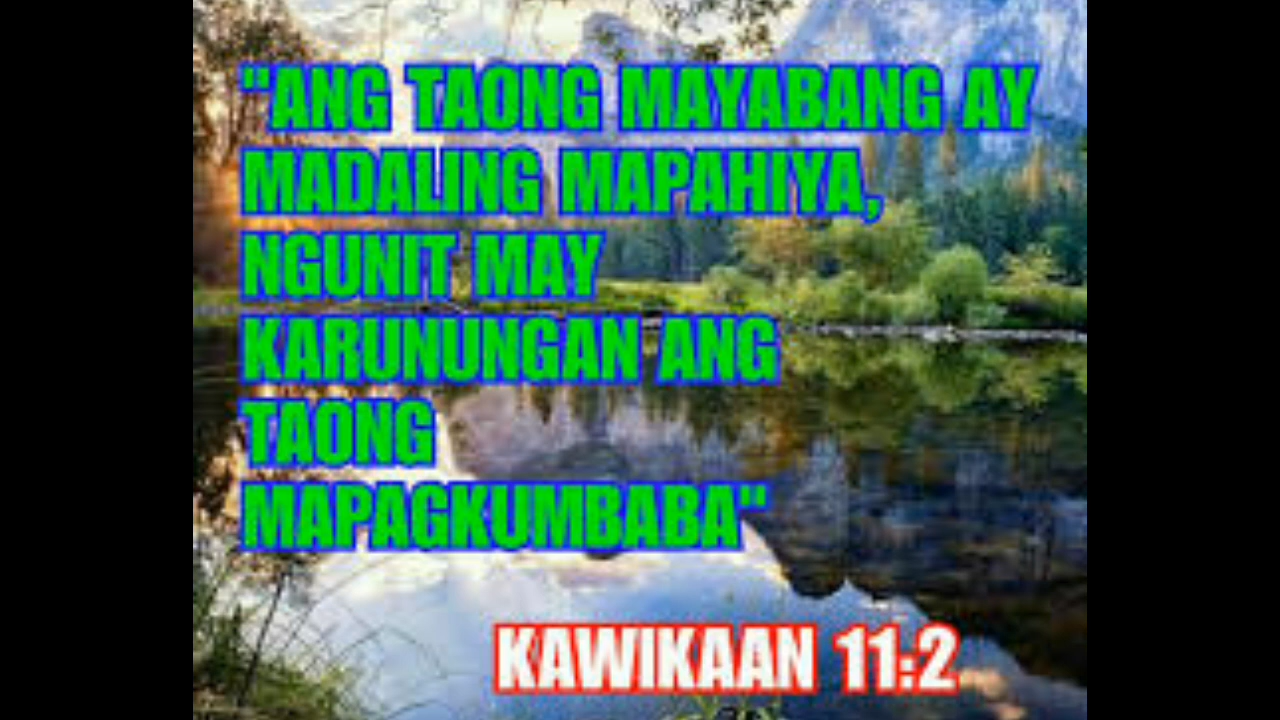 "ANG TAONG MAYABANG AY
MADALING MAPAHIYA,
NGUNIT MAY
KARUNUNGAN ANG
TAONG
MAPAGKUMBABA"
KAWIKAAN 11:2